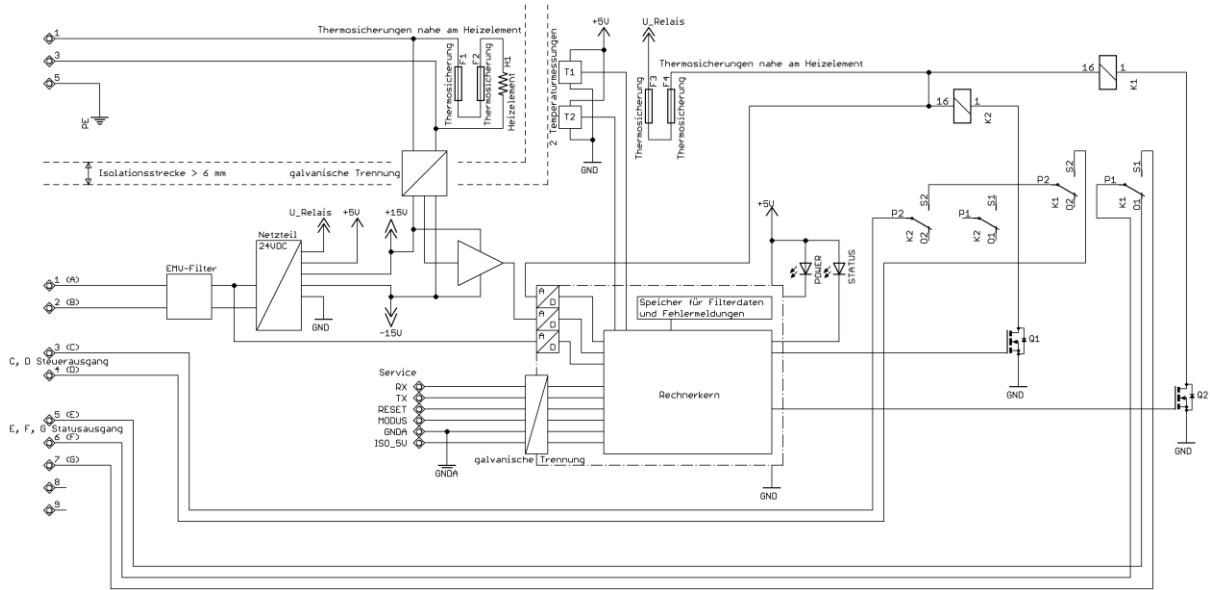 Thermosicherungen nahe am Heizelement
1
3
5
PE
Thermosicherung
F1
Thermosicherung
F2
Heizelement
H1
Isolationsstrecke > 6 mm
galvanische Trennung
2 Temperaturmessungen
+5V
T1
T2
GND
U_Relais
Thermosicherungen nahe am Heizelement
Thermosicherung
F3
Thermosicherung
F4
16
1
K1
16
1
K2
S2
S1
P2
P1
K1
O2
K1
O1
S2
S1
P2
P1
K2
O2
K2
O1
U_Relais
+5V
+15V
Netzteil
24VDC
EMV-Filter
1 (A)
2 (B)
GND
-15V
+5V
POWER
STATUS
A
D
A
D
A
D
Speicher für Filterdaten
und Fehlermeldungen
Rechnerkern
Q1
GND
Q2
GND
3 (C)
C, D Steuerausgang
4 (D)
5 (E)
E, F, G Statusausgang
6 (F)
7 (G)
8
9
Service
RX
TX
RESET
MODUS
GNDA
ISO_5V
GNDA
galvanische Trennung
GND